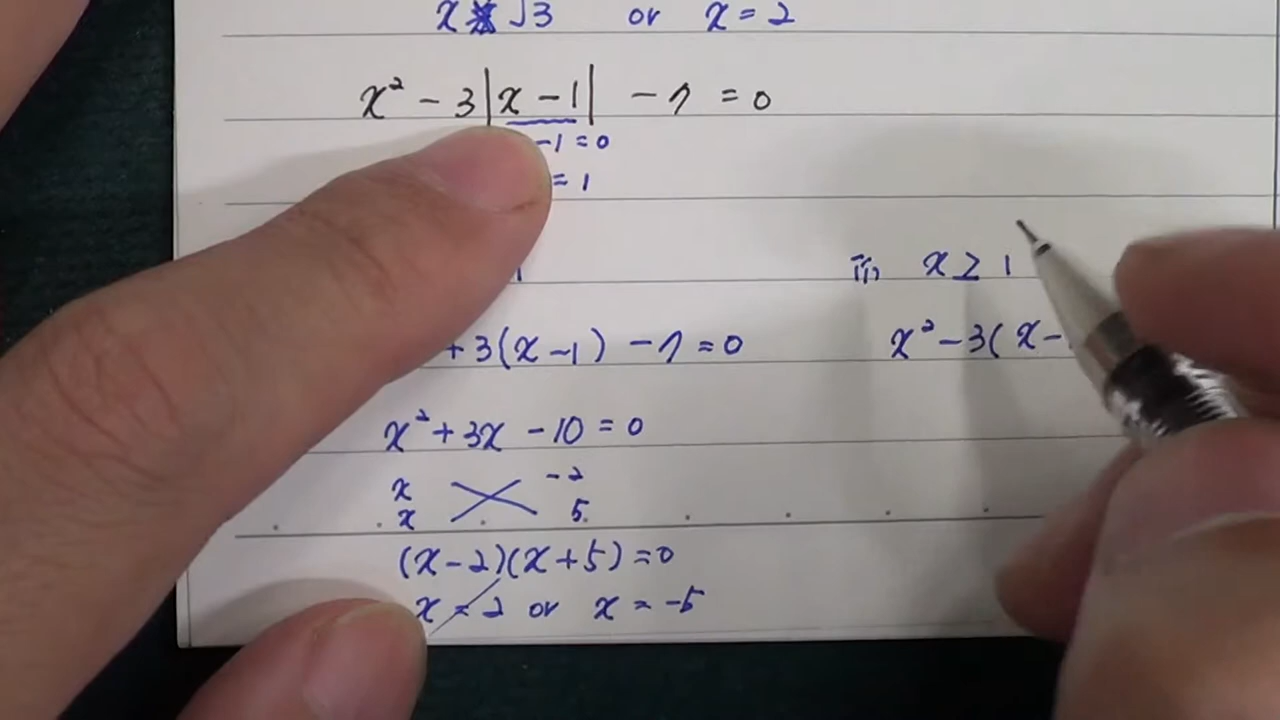 x √3 or x = 2
x² - 3|x - 1| - 7 = 0
-1 = 0
= 1
ii) x ≥ 1
+ 3(x - 1) - 7 = 0 x² - 3(x -
x² + 3x - 10 = 0
x -2
x 5
(x - 2)(x + 5) = 0
x = 2 or x = -5